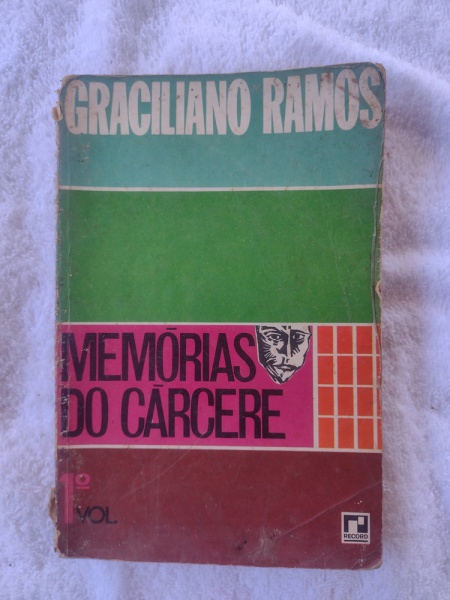 GRACILIANO RAMOS
MEMÓRIAS
DO CÁRCERE
1º
VOL.
RECORD